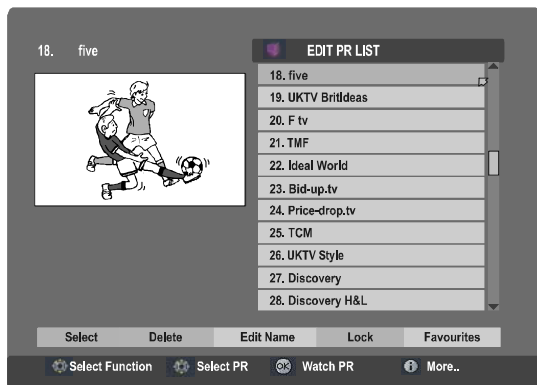 18. five
EDIT PR LIST
18. five
19. UKTV BritIdeas
20. F tv
21. TMF
22. Ideal World
23. Bid-up.tv
24. Price-drop.tv
25. TCM
26. UKTV Style
27. Discovery
28. Discovery H&L
Select Delete Edit Name Lock Favourites
Select Function Select PR OK Watch PR i More..